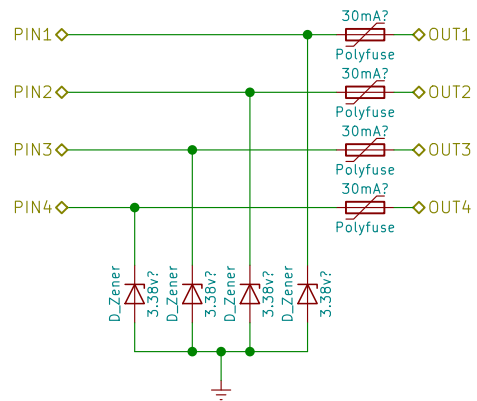 30mA?
PIN1
OUT1
Polyfuse
30mA?
PIN2
OUT2
Polyfuse
30mA?
PIN3
OUT3
Polyfuse
30mA?
PIN4
OUT4
Polyfuse
D_Zener
3.38v?
D_Zener
3.38v?
D_Zener
3.38v?
D_Zener
3.38v?